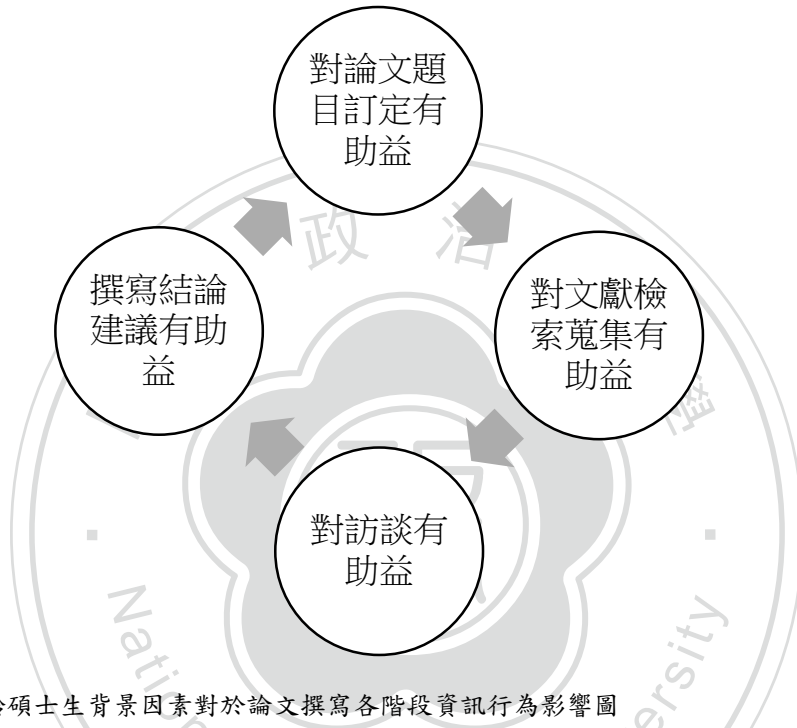 對論文題
目訂定有
助益
政 治
撰寫結論
建議有助
益
對文獻檢
索蒐集有
助益
學
對訪談有
助益
碩士生背景因素對於論文撰寫各階段資訊行為影響圖